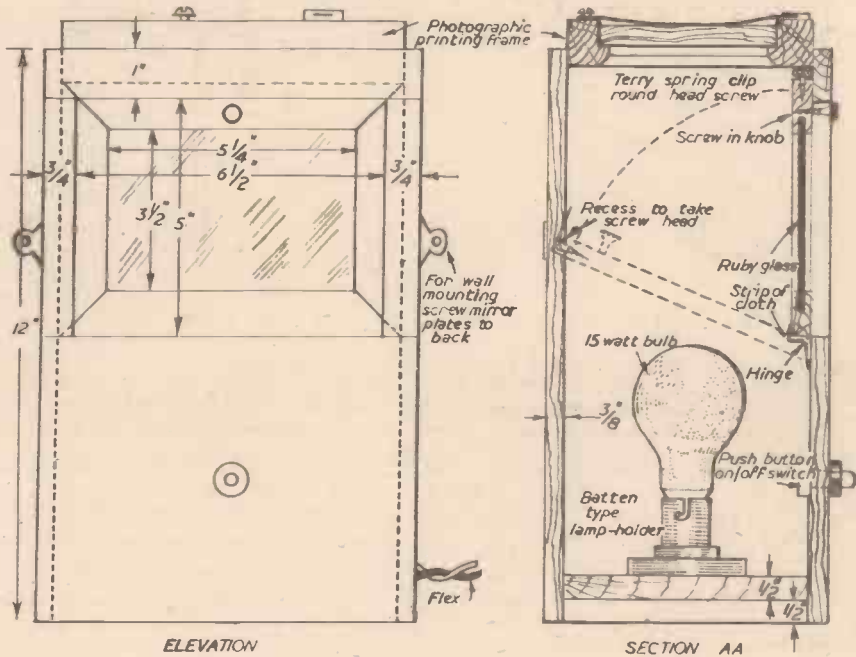 Photographic
printing frame
1"
Terry spring clip
round head screw
Screw in knob
5 1/4"
3/4"
6 1/2"
3/4"
3 1/2"
5"
Recess to take
screw head
Ruby glass
Strip of
cloth
For wall
mounting
screw mirror
plates to
back
12"
15 watt bulb
Hinge
3/8"
Push button
on/off switch
Batten
type
lamp-holder
1/2"
1/2"
Flex
ELEVATION
SECTION AA